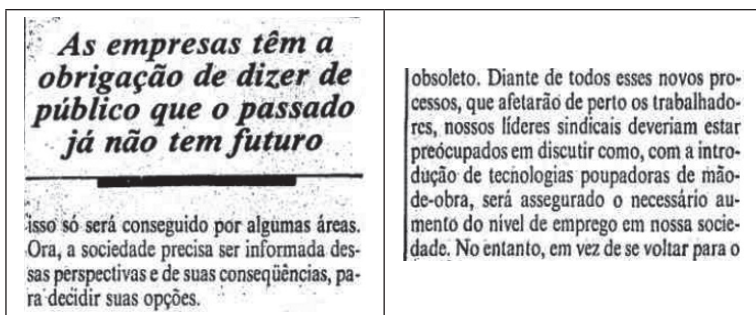 As empresas têm a
obrigação de dizer de
público que o passado
já não tem futuro
isso só será conseguido por algumas áreas.
Ora, a sociedade precisa ser informada des-
sas perspectivas e de suas conseqüências, pa-
ra decidir suas opções.
obsoleto. Diante de todos esses novos pro-
cessos, que afetarão de perto os trabalhado-
res, nossos líderes sindicais deveriam estar
preocupados em discutir como, com a intro-
dução de tecnologias poupadoras de mão-
de-obra, será assegurado o necessário au-
mento do nível de emprego em nossa socie-
dade. No entanto, em vez de se voltar para o